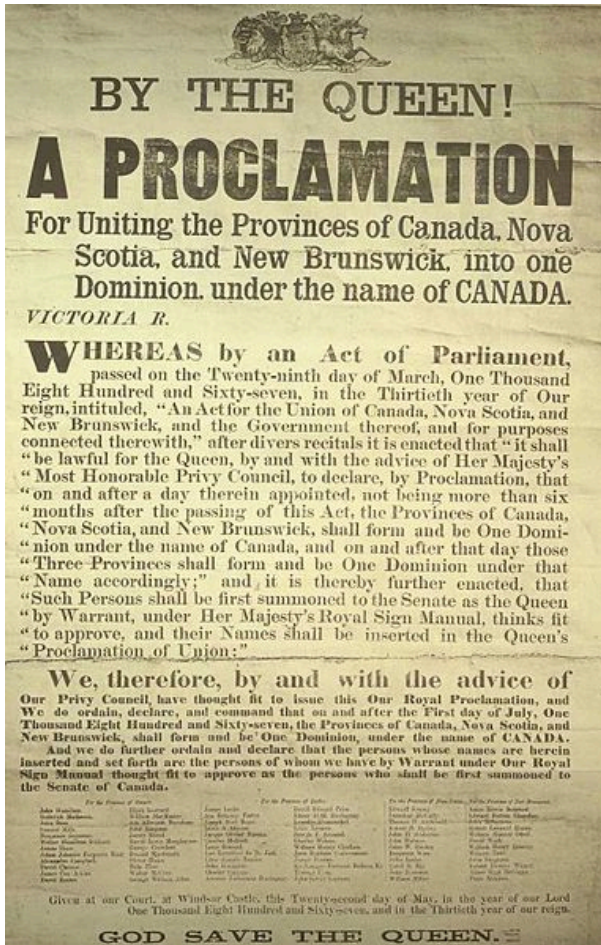 BY THE QUEEN!
A PROCLAMATION
For Uniting the Provinces of Canada, Nova
Scotia, and New Brunswick, into one
Dominion, under the name of CANADA.
VICTORIA R.
WHEREAS by an Act of Parliament,
passed on the Twenty-ninth day of March, One Thousand
Eight Hundred and Sixty-seven, in the Thirtieth year of Our
reign, intituled, "An Act for the Union of Canada, Nova Scotia, and
New Brunswick, and the Government thereof, and for purposes
connected therewith," after divers recitals it is enacted that "it shall
"be lawful for the Queen, by and with the advice of Her Majesty's
"Most Honorable Privy Council, to declare, by Proclamation, that
"on and after a day therein appointed, not being more than six
"months after the passing of this Act, the Provinces of Canada,
"Nova Scotia, and New Brunswick, shall form and be One Domi-
"nion under the name of Canada, and on and after that day those
"Three Provinces shall form and be One Dominion under that
"Name accordingly;" and it is thereby further enacted, that
"Such Persons shall be first summoned to the Senate as the Queen
"by Warrant, under Her Majesty's Royal Sign Manual, thinks fit
"to approve, and their Names shall be inserted in the Queen's
"Proclamation of Union:"
We, therefore, by and with the advice of
Our Privy Council, have thought fit to issue this Our Royal Proclamation, and
We do ordain, declare, and command that on and after the First day of July, One
Thousand Eight Hundred and Sixty-seven, the Provinces of Canada, Nova Scotia, and
New Brunswick, shall form and be One Dominion, under the name of CANADA.
And we do further ordain and declare that the persons whose names are herein
inserted and set forth are the persons of whom we have by Warrant under Our Royal
Sign Manual thought fit to approve as the persons who shall be first summoned to
the Senate of Canada.
Given at our Court, at Windsor Castle, this Twenty-second day of May, in the year of our Lord
One Thousand Eight Hundred and Sixty-seven, and in the Thirtieth year of our reign.
GOD SAVE THE QUEEN.